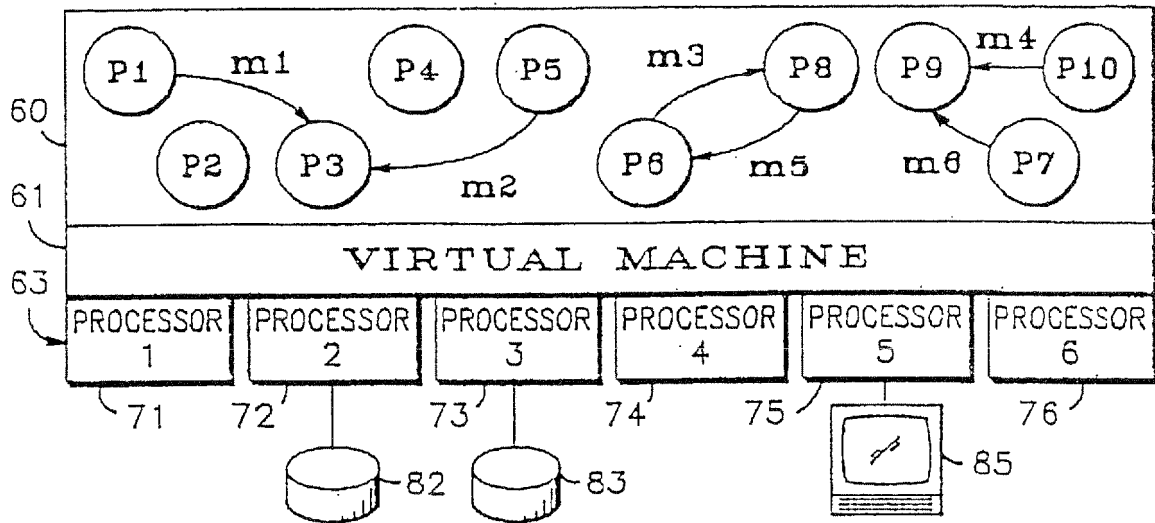 P1
m1
P4
P5
m3
P8
P9
m4
P10
60
P2
P3
m2
P6
m5
m6
P7
61
VIRTUAL MACHINE
63
PROCESSOR
1
PROCESSOR
2
PROCESSOR
3
PROCESSOR
4
PROCESSOR
5
PROCESSOR
6
71
72
73
74
75
76
82
83
85